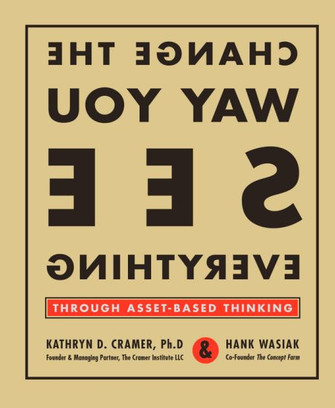 CHANGE THE
WAY YOU
SEE
EVERYTHING
THROUGH ASSET-BASED THINKING
KATHRYN D. CRAMER, Ph.D & HANK WASIAK
Founder & Managing Partner, The Cramer Institute LLC Co-Founder The Concept Farm